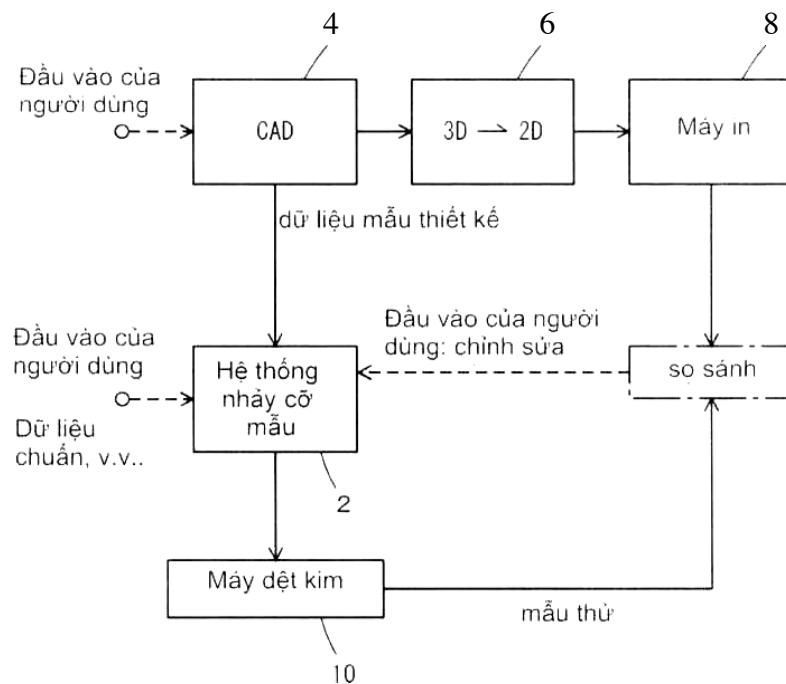 4
6
8
Đầu vào của
người dùng
CAD
3D → 2D
Máy in
dữ liệu mẫu thiết kế
Đầu vào của
người dùng
Đầu vào của người
dùng: chỉnh sửa
so sánh
Hệ thống
nhảy cỡ
mẫu
Dữ liệu
chuẩn, v.v..
2
Máy dệt kim
mẫu thử
10